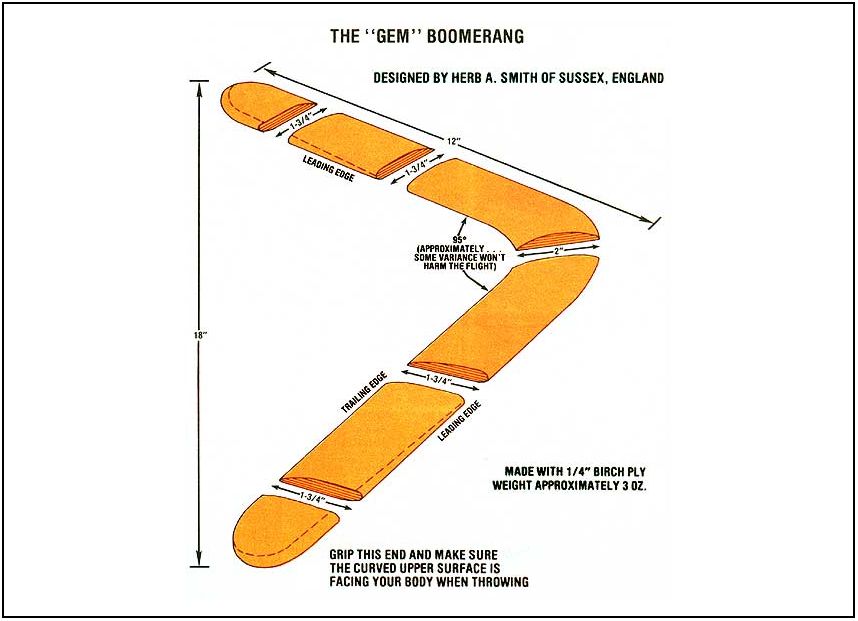 THE "GEM" BOOMERANG
DESIGNED BY HERB A. SMITH OF SUSSEX, ENGLAND
12"
1-3/4"
LEADING EDGE
1-3/4"
95°
(APPROXIMATELY . . .
SOME VARIANCE WON'T
HARM THE FLIGHT)
2"
18"
1-3/4"
TRAILING EDGE
LEADING EDGE
MADE WITH 1/4" BIRCH PLY
WEIGHT APPROXIMATELY 3 OZ.
1-3/4"
GRIP THIS END AND MAKE SURE
THE CURVED UPPER SURFACE IS
FACING YOUR BODY WHEN THROWING